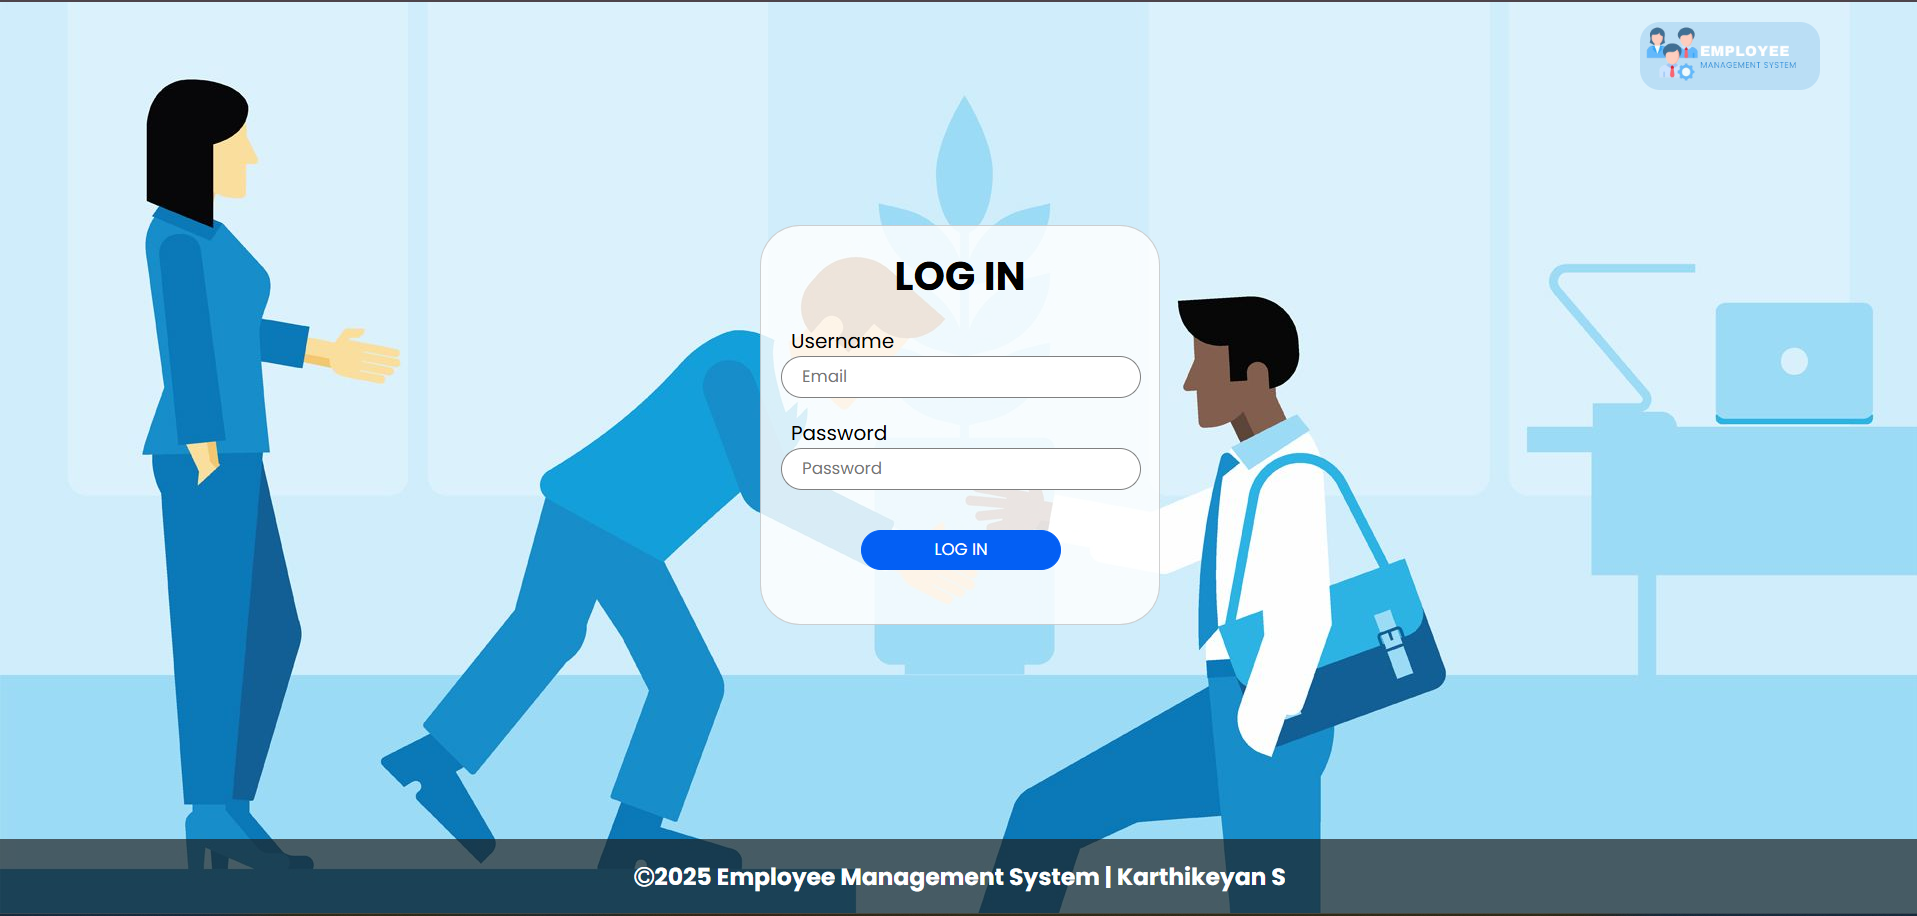 EMPLOYEE
MANAGEMENT SYSTEM
LOG IN
Username
Email
Password
Password
LOG IN
©2025 Employee Management System | Karthikeyan S